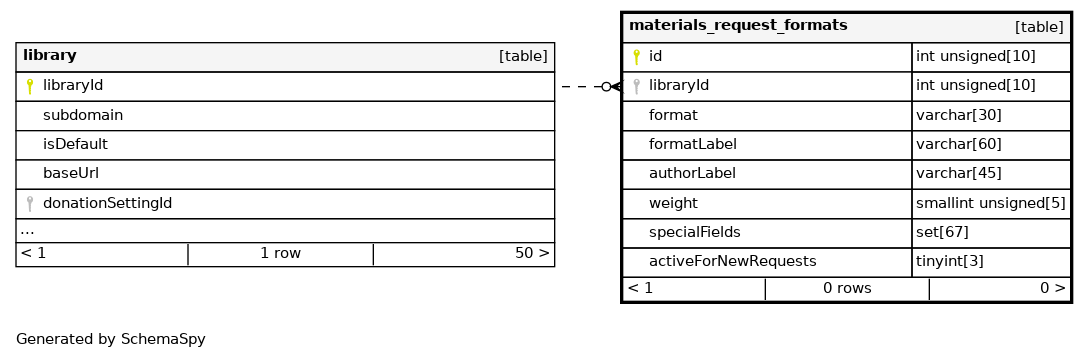 library [table]
libraryId
subdomain
isDefault
baseUrl
donationSettingId
...
< 1 1 row 50 >
materials_request_formats [table]
id int unsigned[10]
libraryId int unsigned[10]
format varchar[30]
formatLabel varchar[60]
authorLabel varchar[45]
weight smallint unsigned[5]
specialFields set[67]
activeForNewRequests tinyint[3]
< 1 0 rows 0 >
Generated by SchemaSpy